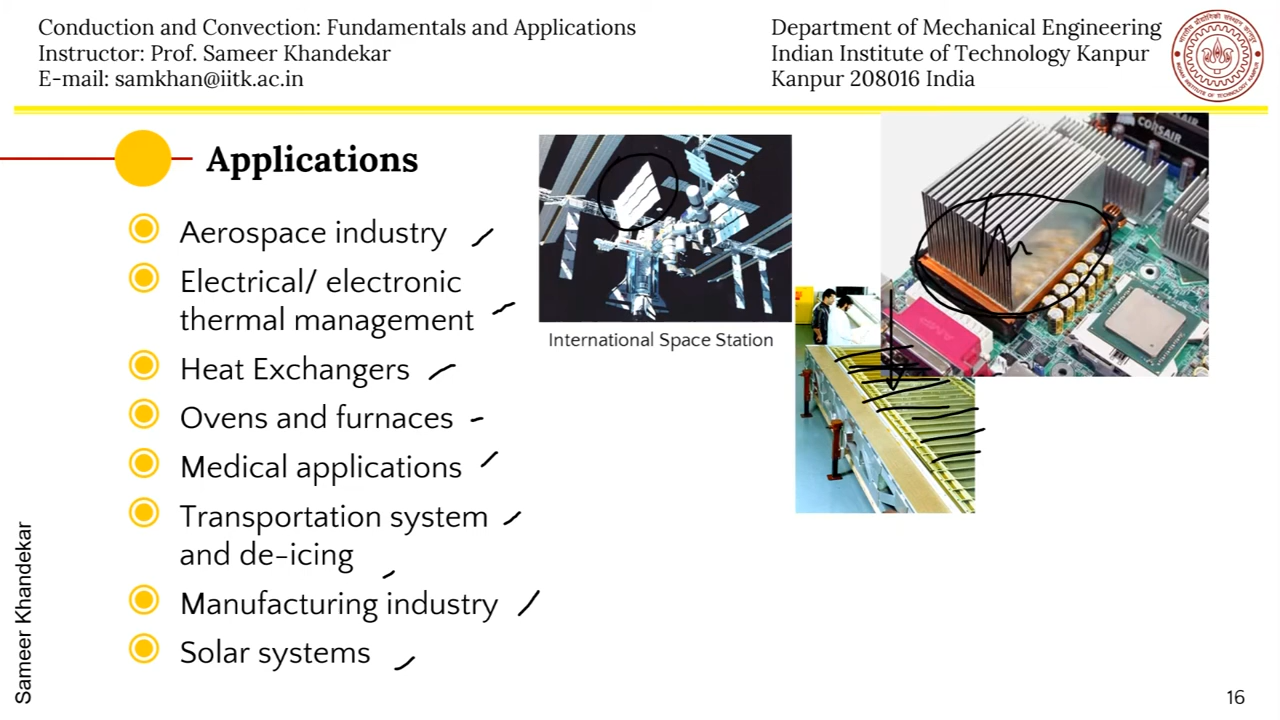 Conduction and Convection: Fundamentals and Applications
Instructor: Prof. Sameer Khandekar
E-mail: samkhan@iitk.ac.in
Department of Mechanical Engineering
Indian Institute of Technology Kanpur
Kanpur 208016 India
Applications
Aerospace industry
Electrical/ electronic
thermal management
Heat Exchangers
Ovens and furnaces
Medical applications
Transportation system
and de-icing
Manufacturing industry
Solar systems
International Space Station
CORSAIR
Sameer Khandekar
16